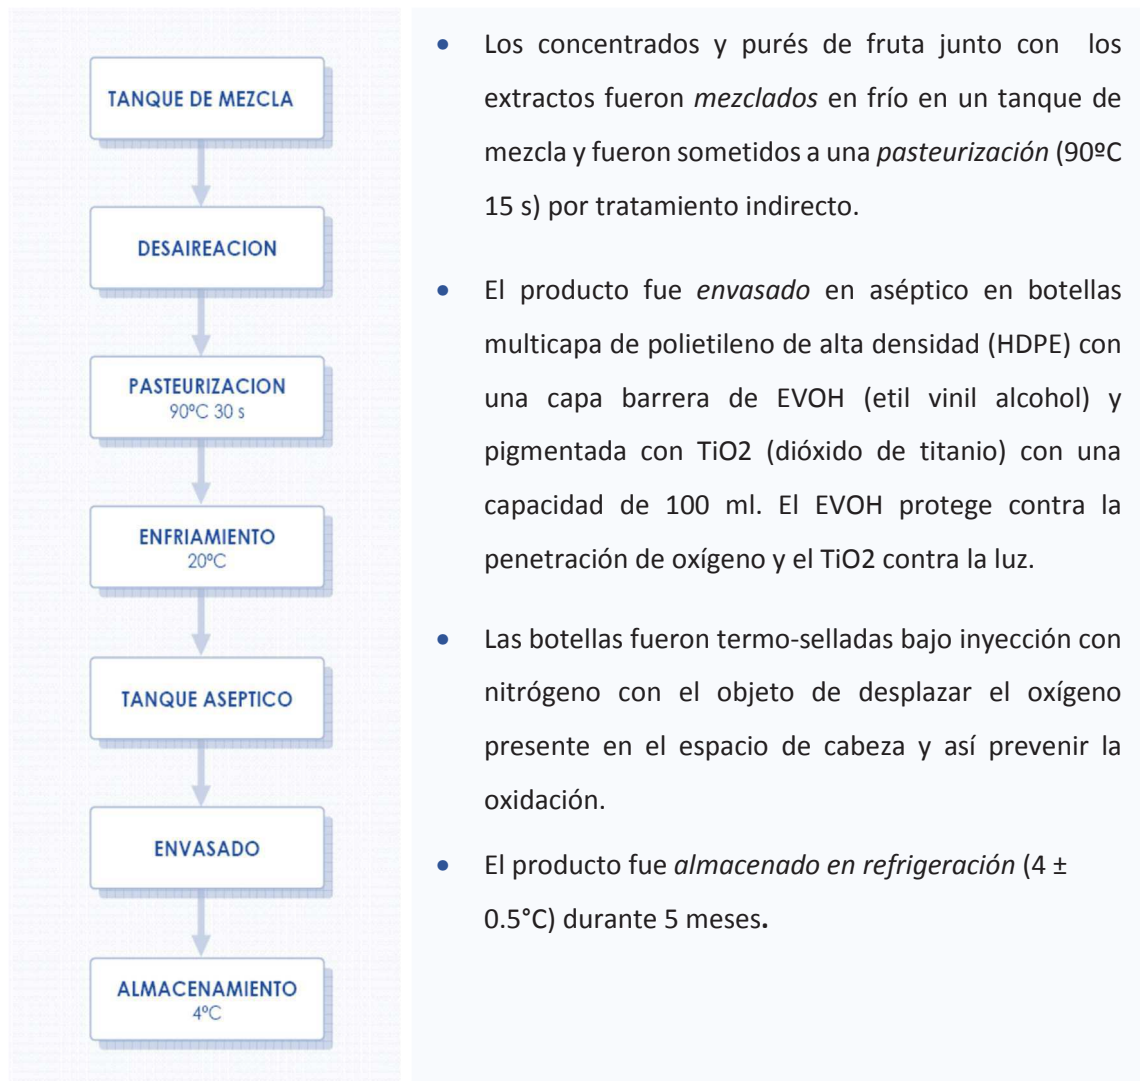 TANQUE DE MEZCLA
DESAIREACION
PASTEURIZACION
90ºC 30 s
ENFRIAMIENTO
20ºC
TANQUE ASEPTICO
ENVASADO
ALMACENAMIENTO
4ºC
• Los concentrados y purés de fruta junto con los
extractos fueron mezclados en frío en un tanque de
mezcla y fueron sometidos a una pasteurización (90ºC
15 s) por tratamiento indirecto.
• El producto fue envasado en aséptico en botellas
multicapa de polietileno de alta densidad (HDPE) con
una capa barrera de EVOH (etil vinil alcohol) y
pigmentada con TiO2 (dióxido de titanio) con una
capacidad de 100 ml. El EVOH protege contra la
penetración de oxígeno y el TiO2 contra la luz.
• Las botellas fueron termo-selladas bajo inyección con
nitrógeno con el objeto de desplazar el oxígeno
presente en el espacio de cabeza y así prevenir la
oxidación.
• El producto fue almacenado en refrigeración (4 ±
0.5°C) durante 5 meses.